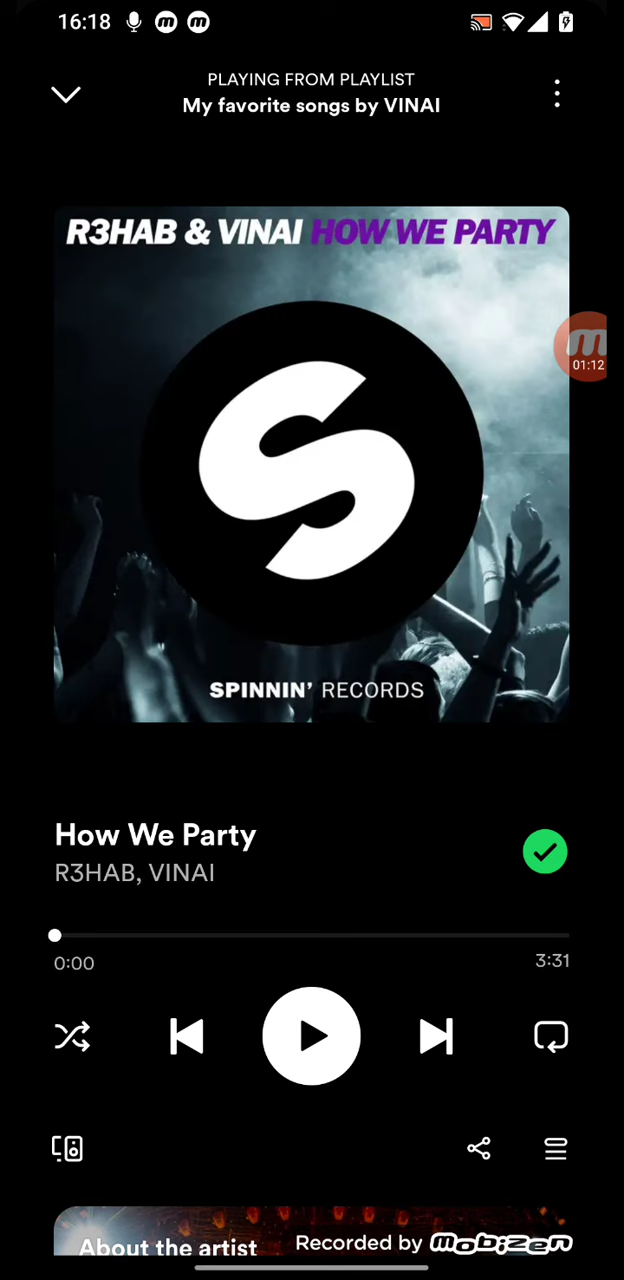 16:18
PLAYING FROM PLAYLIST
My favorite songs by VINAI
R3HAB & VINAI HOW WE PARTY
01:12
SPINNIN' RECORDS
How We Party
R3HAB, VINAI
0:00
3:31
About the artist
Recorded by mobizen